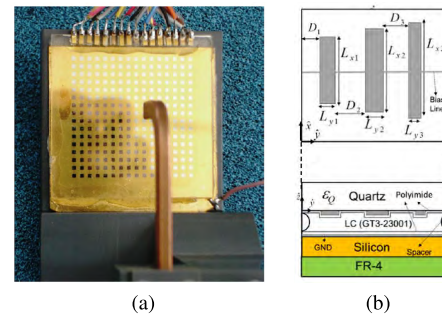 D1
D3
Lx1
Lx2
Lx3
Ly1
D2
Ly2
Ly3
Bias
Line
x̂
ŷ
ẑ
ŷ
εQ
Quartz
Polyimide
LC (GT3-23001)
GND
Silicon
Spacer
FR-4
(a)
(b)